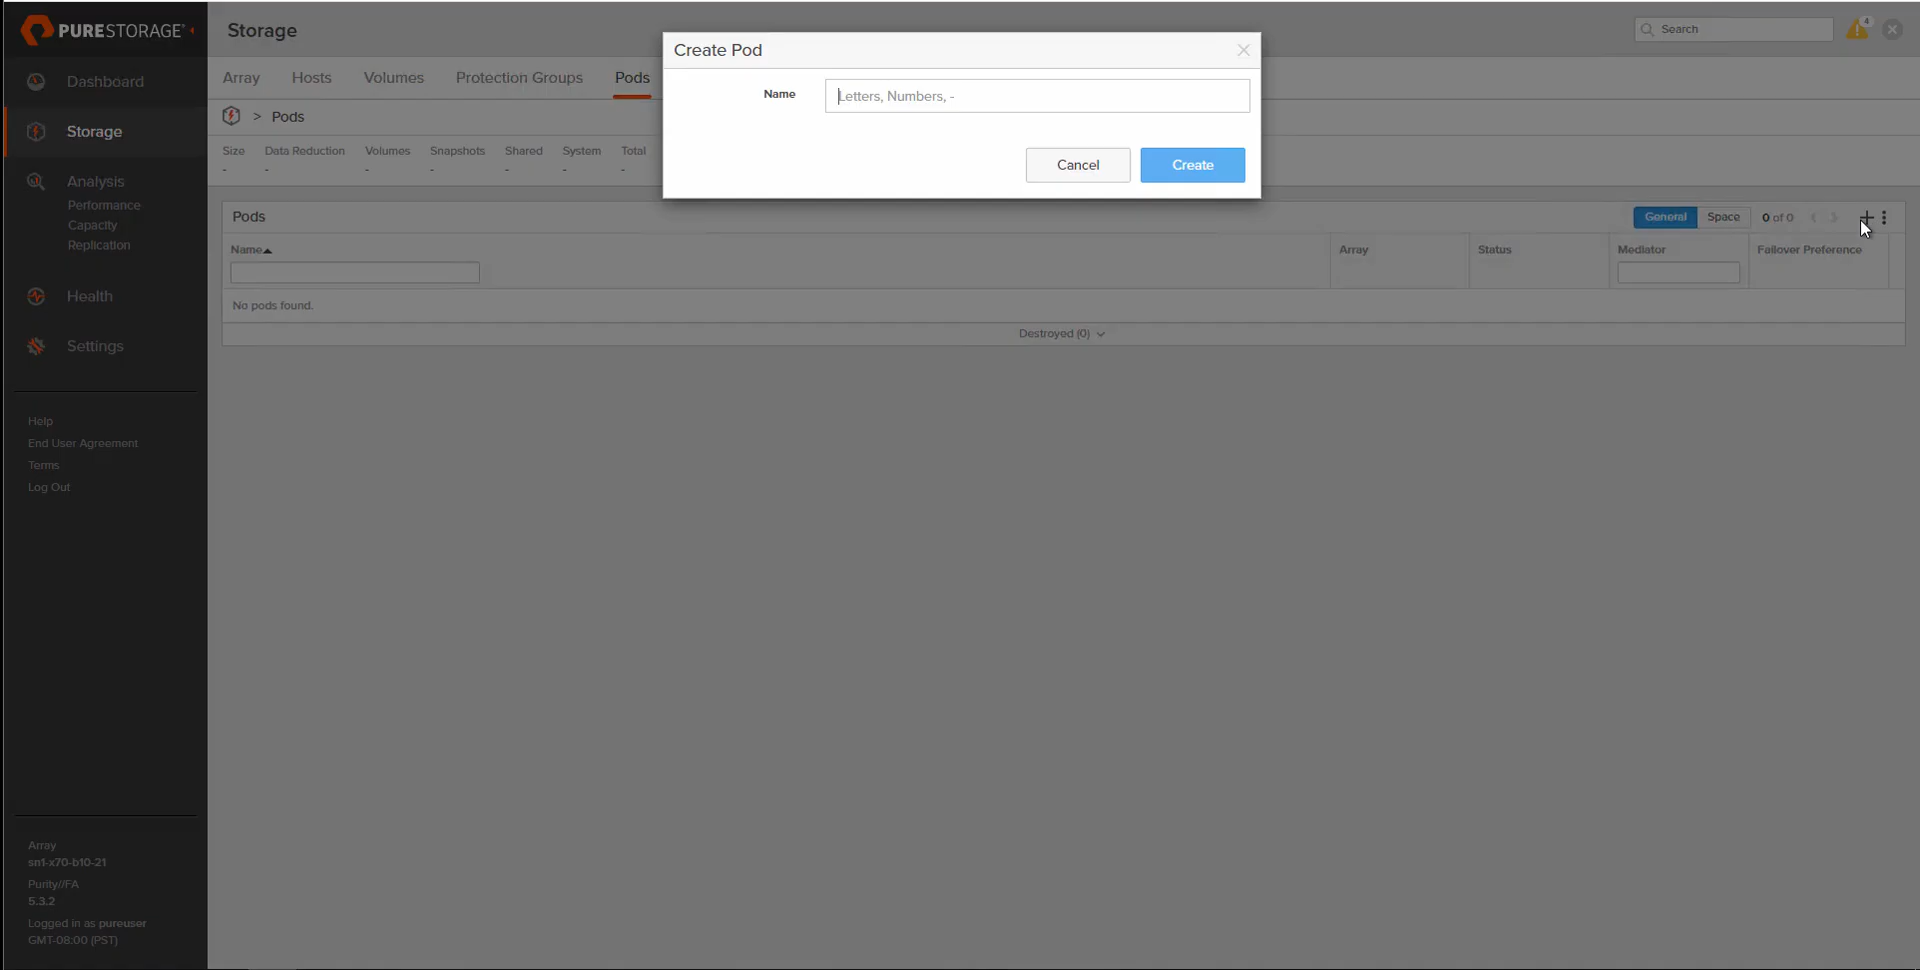 PURESTORAGE®
Storage
Search
4
Create Pod
Name
Letters, Numbers, -
Cancel
Create
Dashboard
Storage
Analysis
Performance
Capacity
Replication
Health
Settings
Help
End User Agreement
Terms
Log Out
Array
sn1-x70-b10-21
Purity//FA
5.3.2
Logged in as pureuser
GMT-08:00 (PST)
Array Hosts Volumes Protection Groups Pods
> Pods
Size Data Reduction Volumes Snapshots Shared System Total
- - - - - - -
Pods
General Space 0 of 0
Name Array Status Mediator Failover Preference
No pods found.
Destroyed (0)